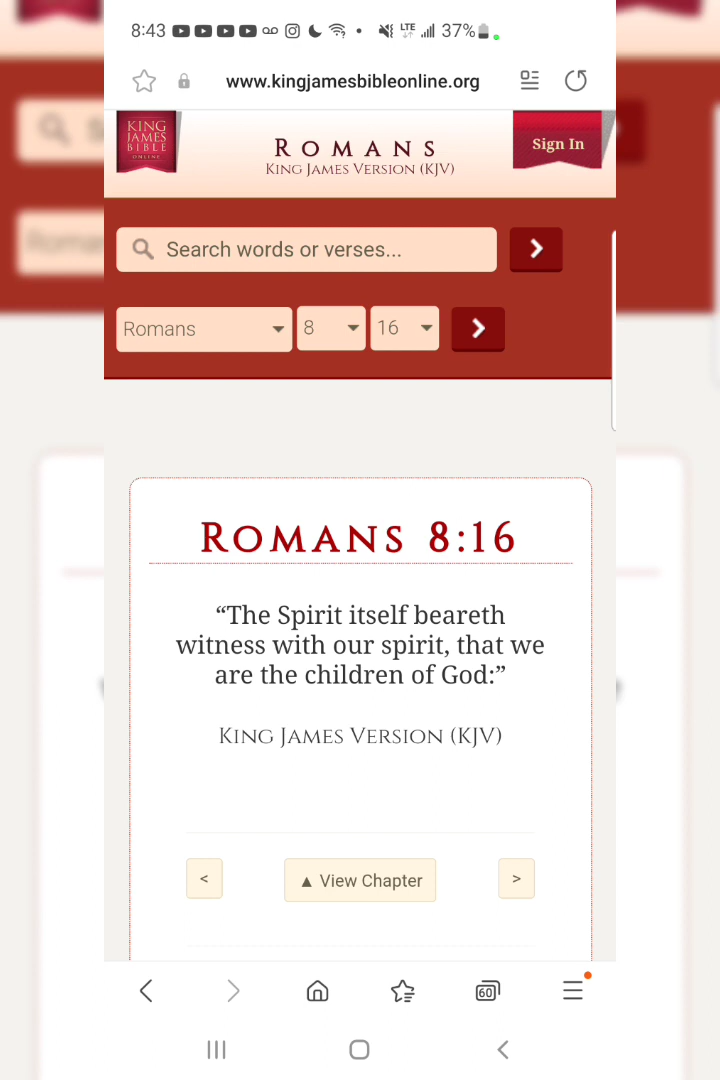 8:43 LTE 37%
www.kingjamesbibleonline.org
KING
JAMES
BIBLE
ONLINE
ROMANS
KING JAMES VERSION (KJV)
Sign In
Search words or verses...
Romans 8 16
ROMANS 8:16
“The Spirit itself beareth
witness with our spirit, that we
are the children of God:”
KING JAMES VERSION (KJV)
< ▲ View Chapter >
60